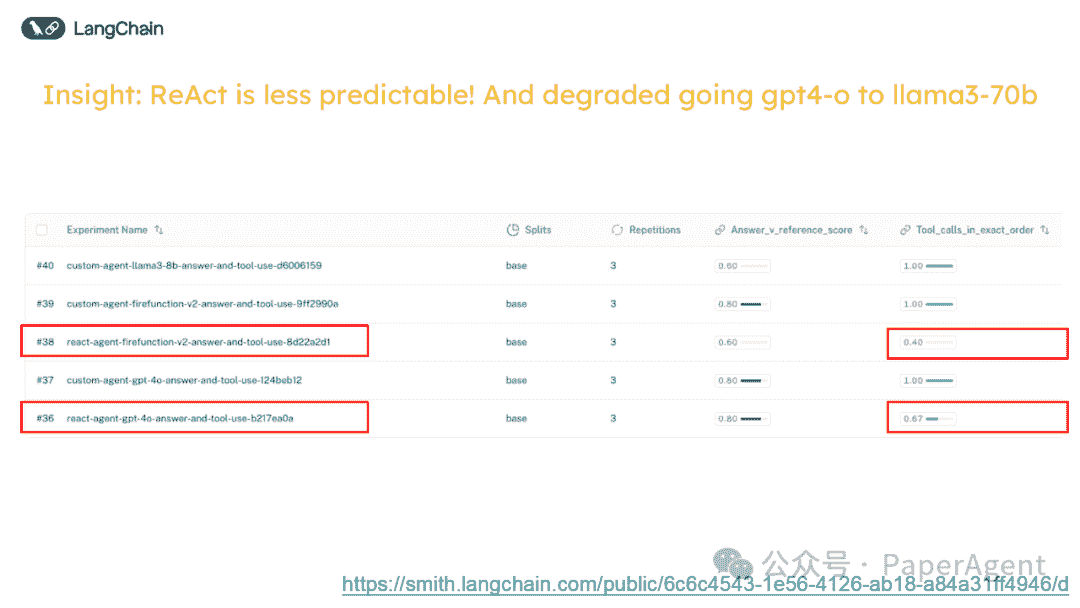 LangChain
Insight: ReAct is less predictable! And degraded going gpt4-o to llama3-70b
Experiment Name Splits Repetitions Answer_v_reference_score Tool_calls_in_exact_order
#40 custom-agent-llama3-8b-answer-and-tool-use-d6006159 base 3 0.60 1.00
#39 custom-agent-firefunction-v2-answer-and-tool-use-9ff2990a base 3 0.80 1.00
#38 react-agent-firefunction-v2-answer-and-tool-use-8d22a2d1 base 3 0.60 0.40
#37 custom-agent-gpt-4o-answer-and-tool-use-124beb12 base 3 0.80 1.00
#36 react-agent-gpt-4o-answer-and-tool-use-b217ea0a base 3 0.80 0.67
公众号 · PaperAgent
https://smith.langchain.com/public/6c6c4543-1e56-4126-ab18-a84a31ff4946/d